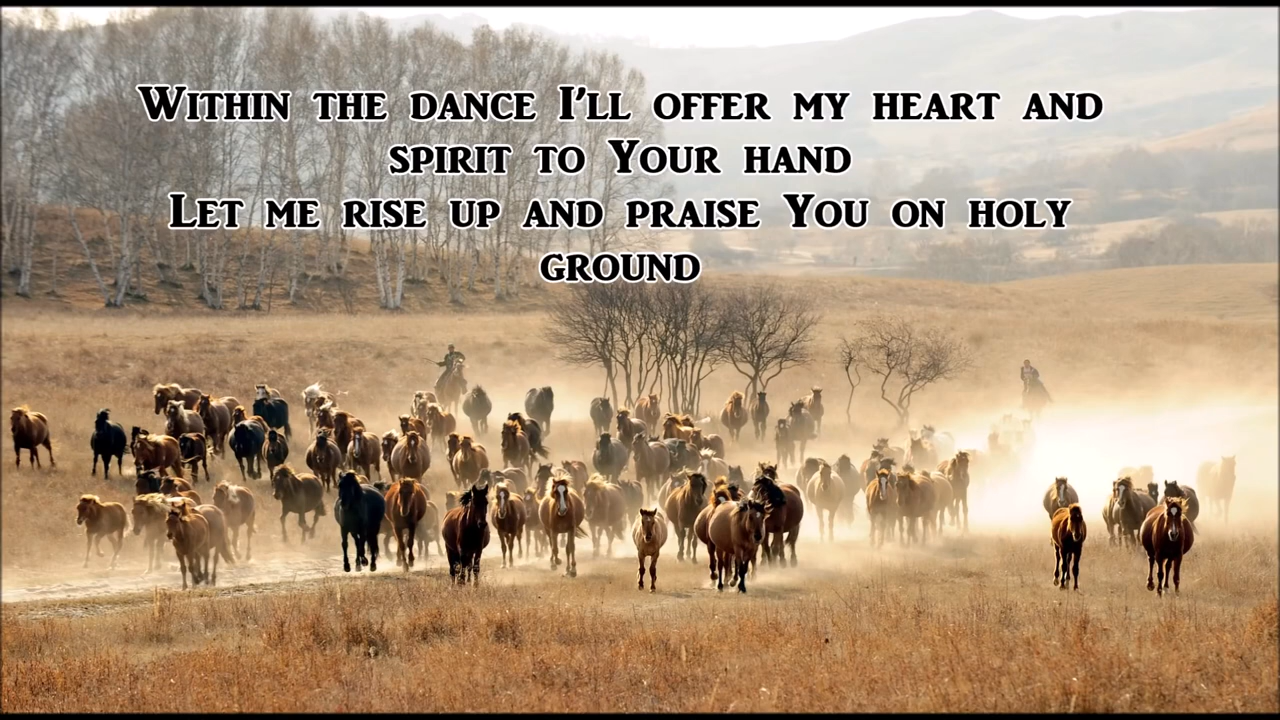 Within the dance I'll offer my heart and
spirit to Your hand
Let me rise up and praise You on holy
ground